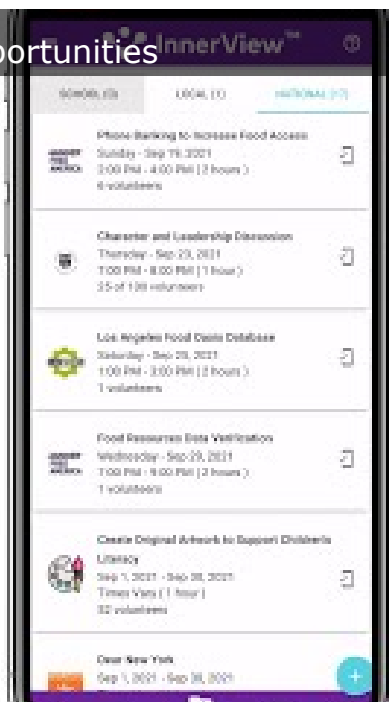 portunities
InnerView™
SCHOOL (0) LOCAL (1) NATIONAL (17)
Phone Banking to Increase Food Access
Sunday - Sep 19, 2021
2:00 PM - 4:00 PM ( 2 hours )
6 volunteers
Character and Leadership Discussion
Thursday - Sep 23, 2021
7:00 PM - 8:00 PM ( 1 hour )
25 of 100 volunteers
Los Angeles Food Oasis Database
Saturday - Sep 25, 2021
1:00 PM - 3:00 PM ( 2 hours )
1 volunteers
Food Resources Data Verification
Wednesday - Sep 29, 2021
7:00 PM - 9:00 PM ( 2 hours )
1 volunteers
Create Original Artwork to Support Children's
Literacy
Sep 1, 2021 - Sep 30, 2021
Times Vary ( 1 hour )
52 volunteers
Dear New York
Sep 1, 2021 - Sep 30, 2021